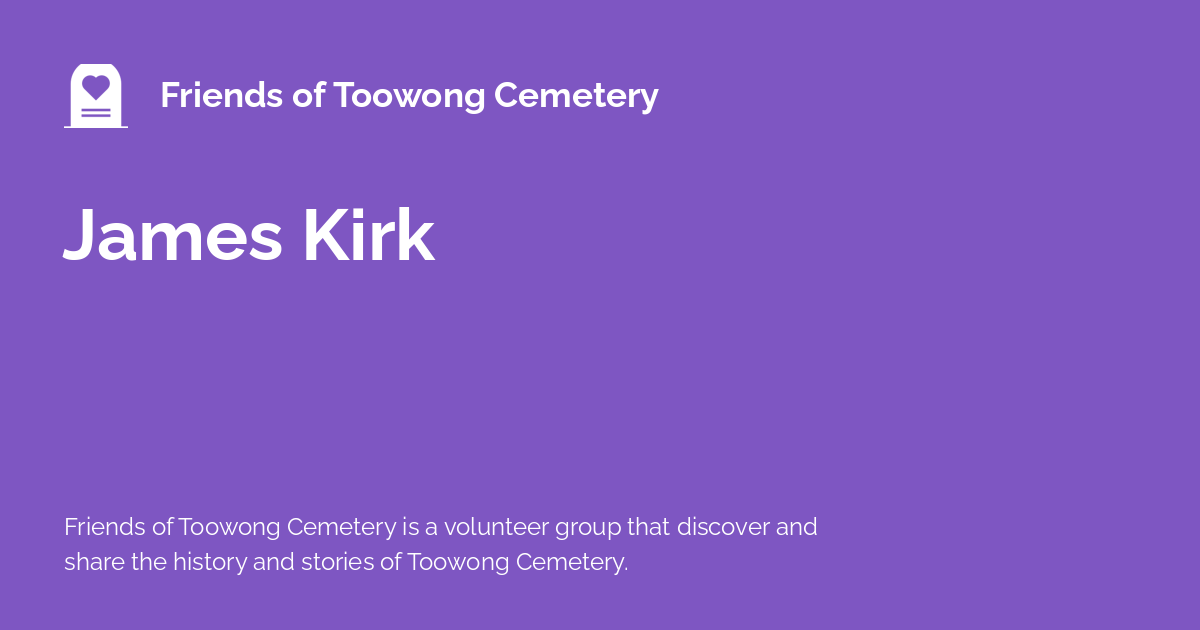 Friends of Toowong Cemetery
James Kirk
Friends of Toowong Cemetery is a volunteer group that discover and
share the history and stories of Toowong Cemetery.